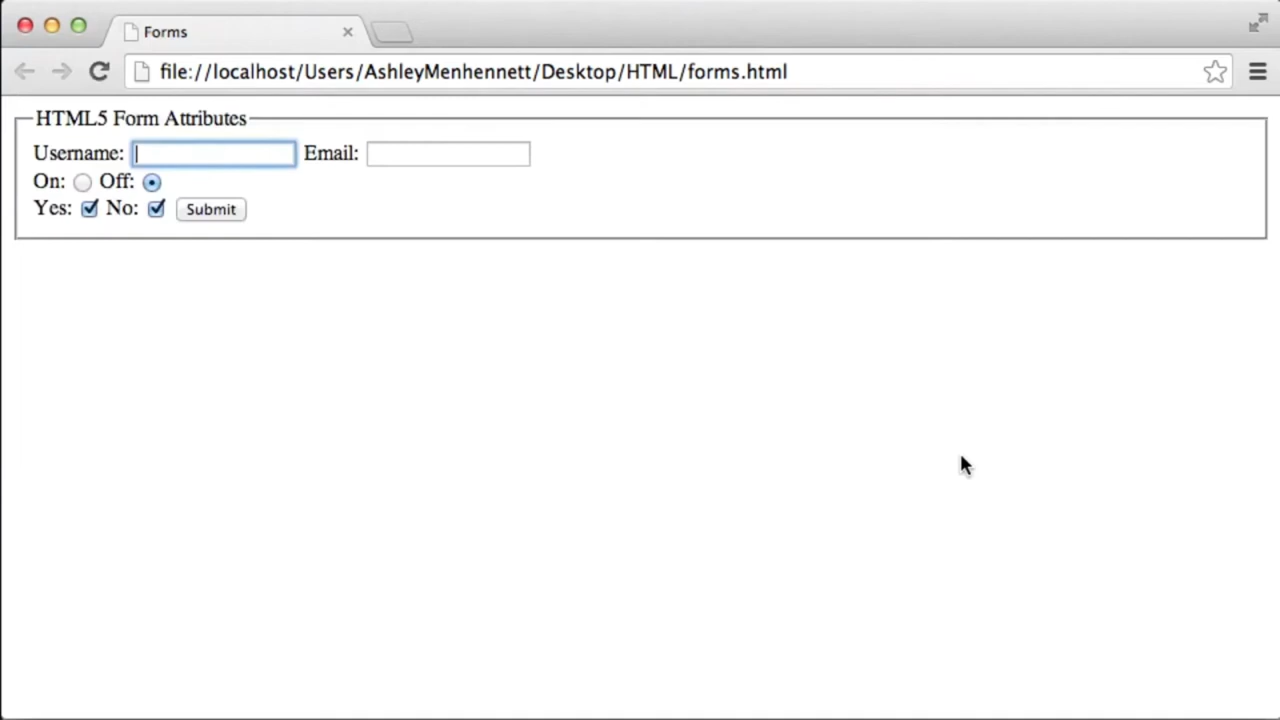 Forms
file://localhost/Users/AshleyMenhennett/Desktop/HTML/forms.html
HTML5 Form Attributes
Username: Email:
On: Off:
Yes: No: Submit